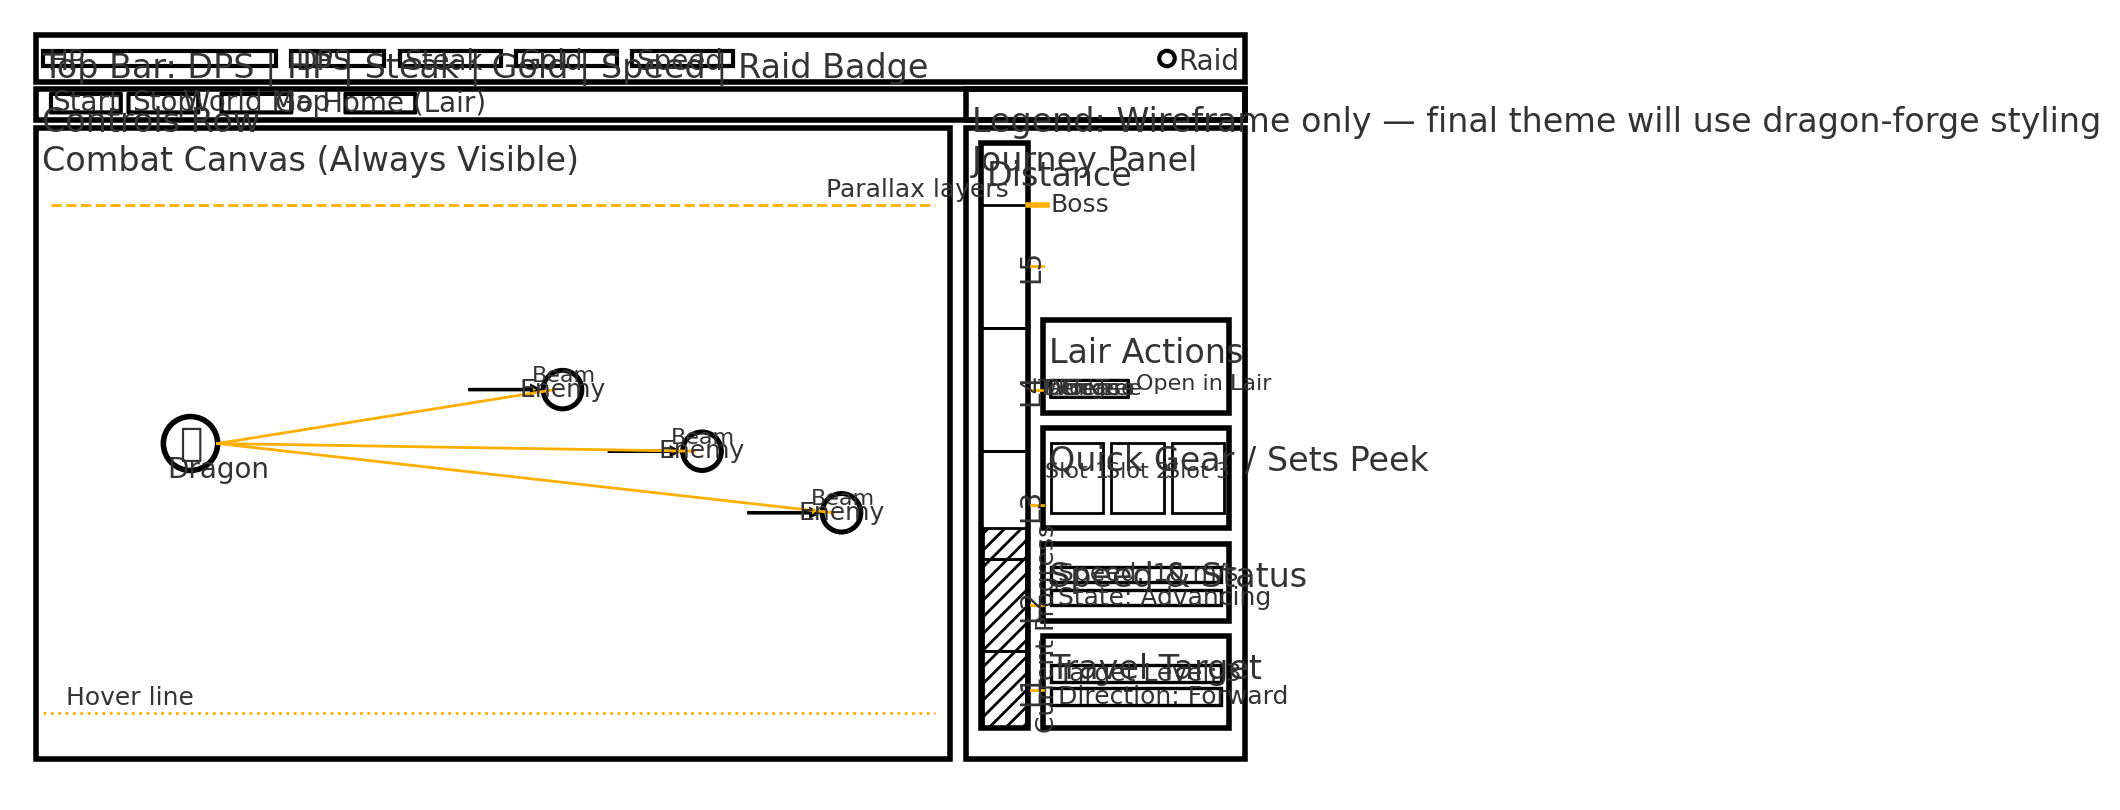 HP
DPS
Steak
Gold
Speed
Raid
Top Bar: DPS | HP | Steak | Gold | Speed | Raid Badge
Start
Stop
World Map
Go Home (Lair)
Controls Row
Legend: Wireframe only — final theme will use dragon-forge styling
Combat Canvas (Always Visible)
Journey Panel
Distance
Parallax layers
Boss
L5
Lair Actions
Beam
Enemy
L4
Open in Lair
Beam
Enemy
Dragon
Quick Gear / Sets Peek
Slot 1
Slot 2
Slot 3
Beam
Enemy
L3
Speed & Status
State: Advancing
L2
Current Progress
Travel Target
Target: Level 3
Direction: Forward
L1
Hover line